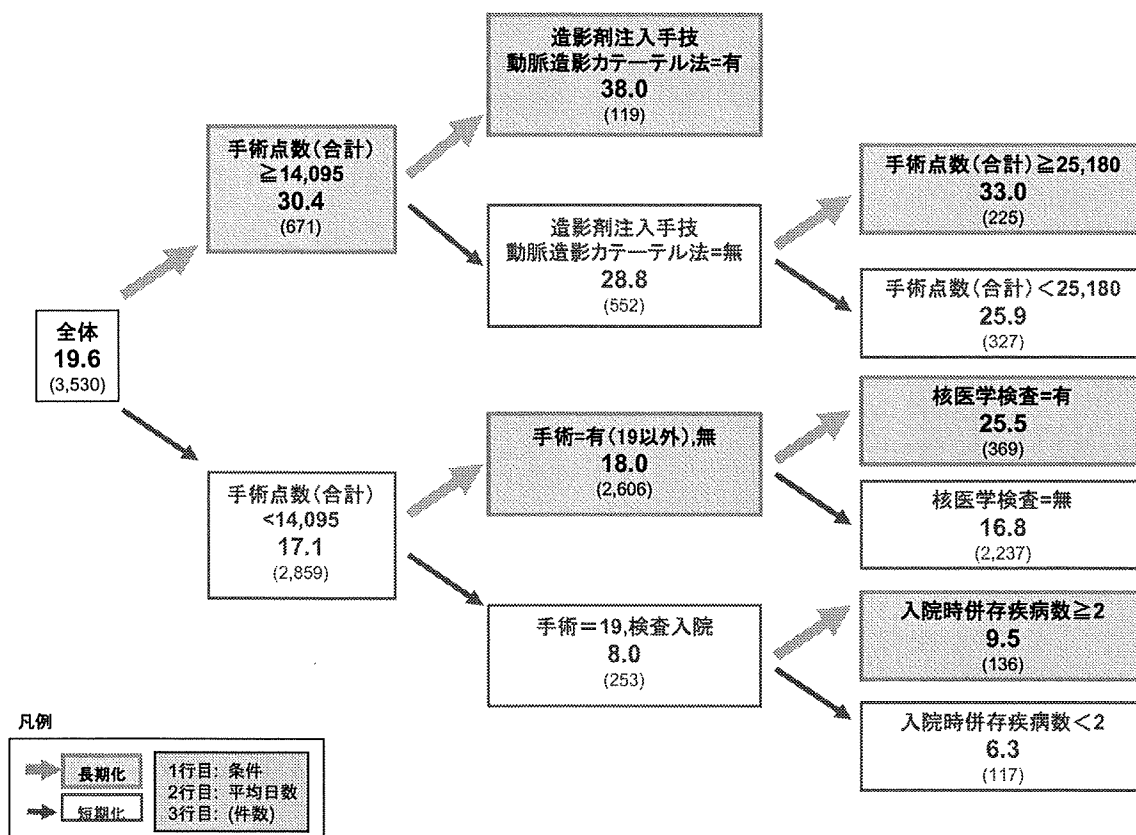 造影剤注入手技
動脈造影カテーテル法=有
38.0
(119)
手術点数(合計)
≧14,095
30.4
(671)
手術点数(合計)≧25,180
33.0
(225)
造影剤注入手技
動脈造影カテーテル法=無
28.8
(552)
手術点数(合計)<25,180
25.9
(327)
全体
19.6
(3,530)
核医学検査=有
25.5
(369)
手術=有(19以外),無
18.0
(2,606)
手術点数(合計)
<14,095
17.1
(2,859)
核医学検査=無
16.8
(2,237)
入院時併存疾病数≧2
9.5
(136)
手術=19,検査入院
8.0
(253)
入院時併存疾病数<2
6.3
(117)
凡例
長期化
短期化
1行目: 条件
2行目: 平均日数
3行目: (件数)